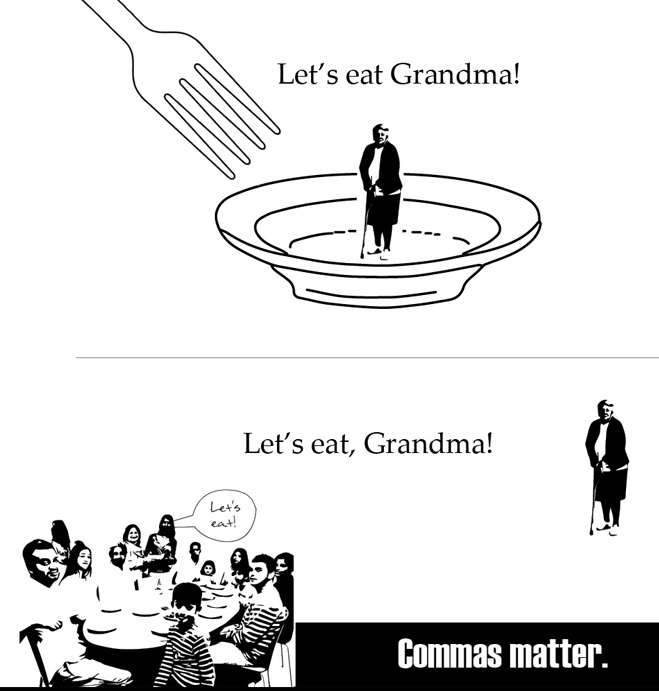 Let’s eat Grandma!
Let’s eat, Grandma!
Let's
eat!
Commas matter.